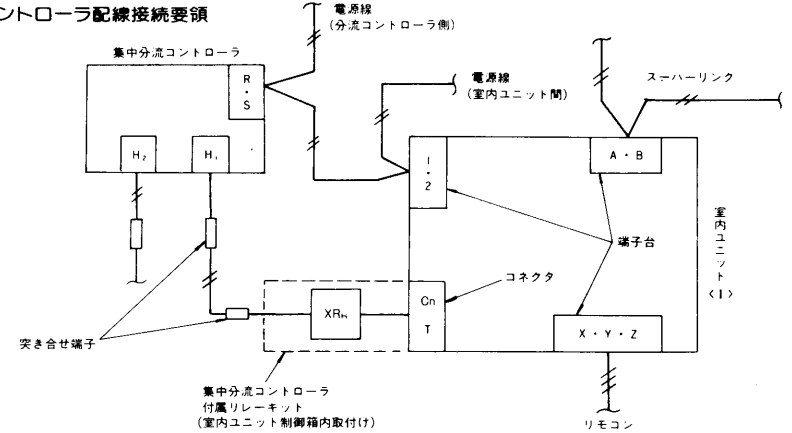 ントローラ配線接続要領
電源線
(分流コントローラ側)
集中分流コントローラ
R・S
電源線
(室内ユニット間)
スーパーリンク
H₂
H₁
1・2
A・B
室内ユニット〈1〉
端子台
コネクタ
Cn
T
XR
X・Y・Z
突き合せ端子
集中分流コントローラ
付属リレーキット
(室内ユニット制御箱内取付け)
リモコン